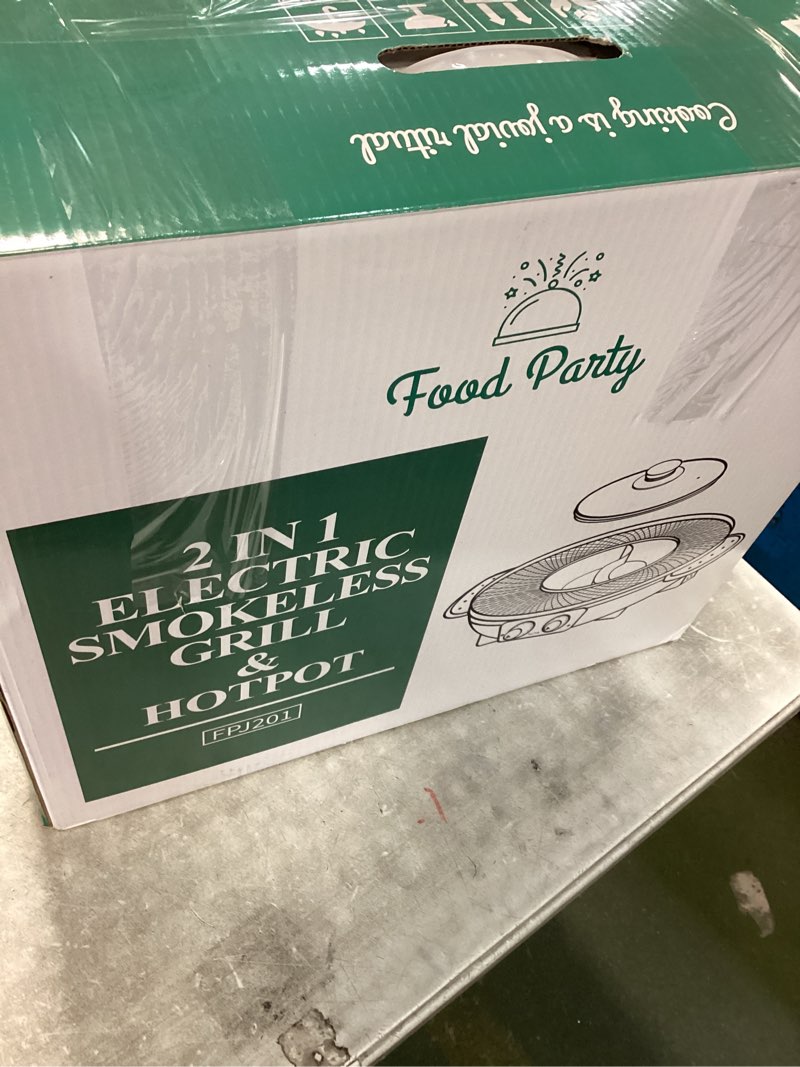 Cooking is a jovial ritual
Food Party
2 IN 1
ELECTRIC
SMOKELESS
GRILL
&
HOTPOT
FPJ201